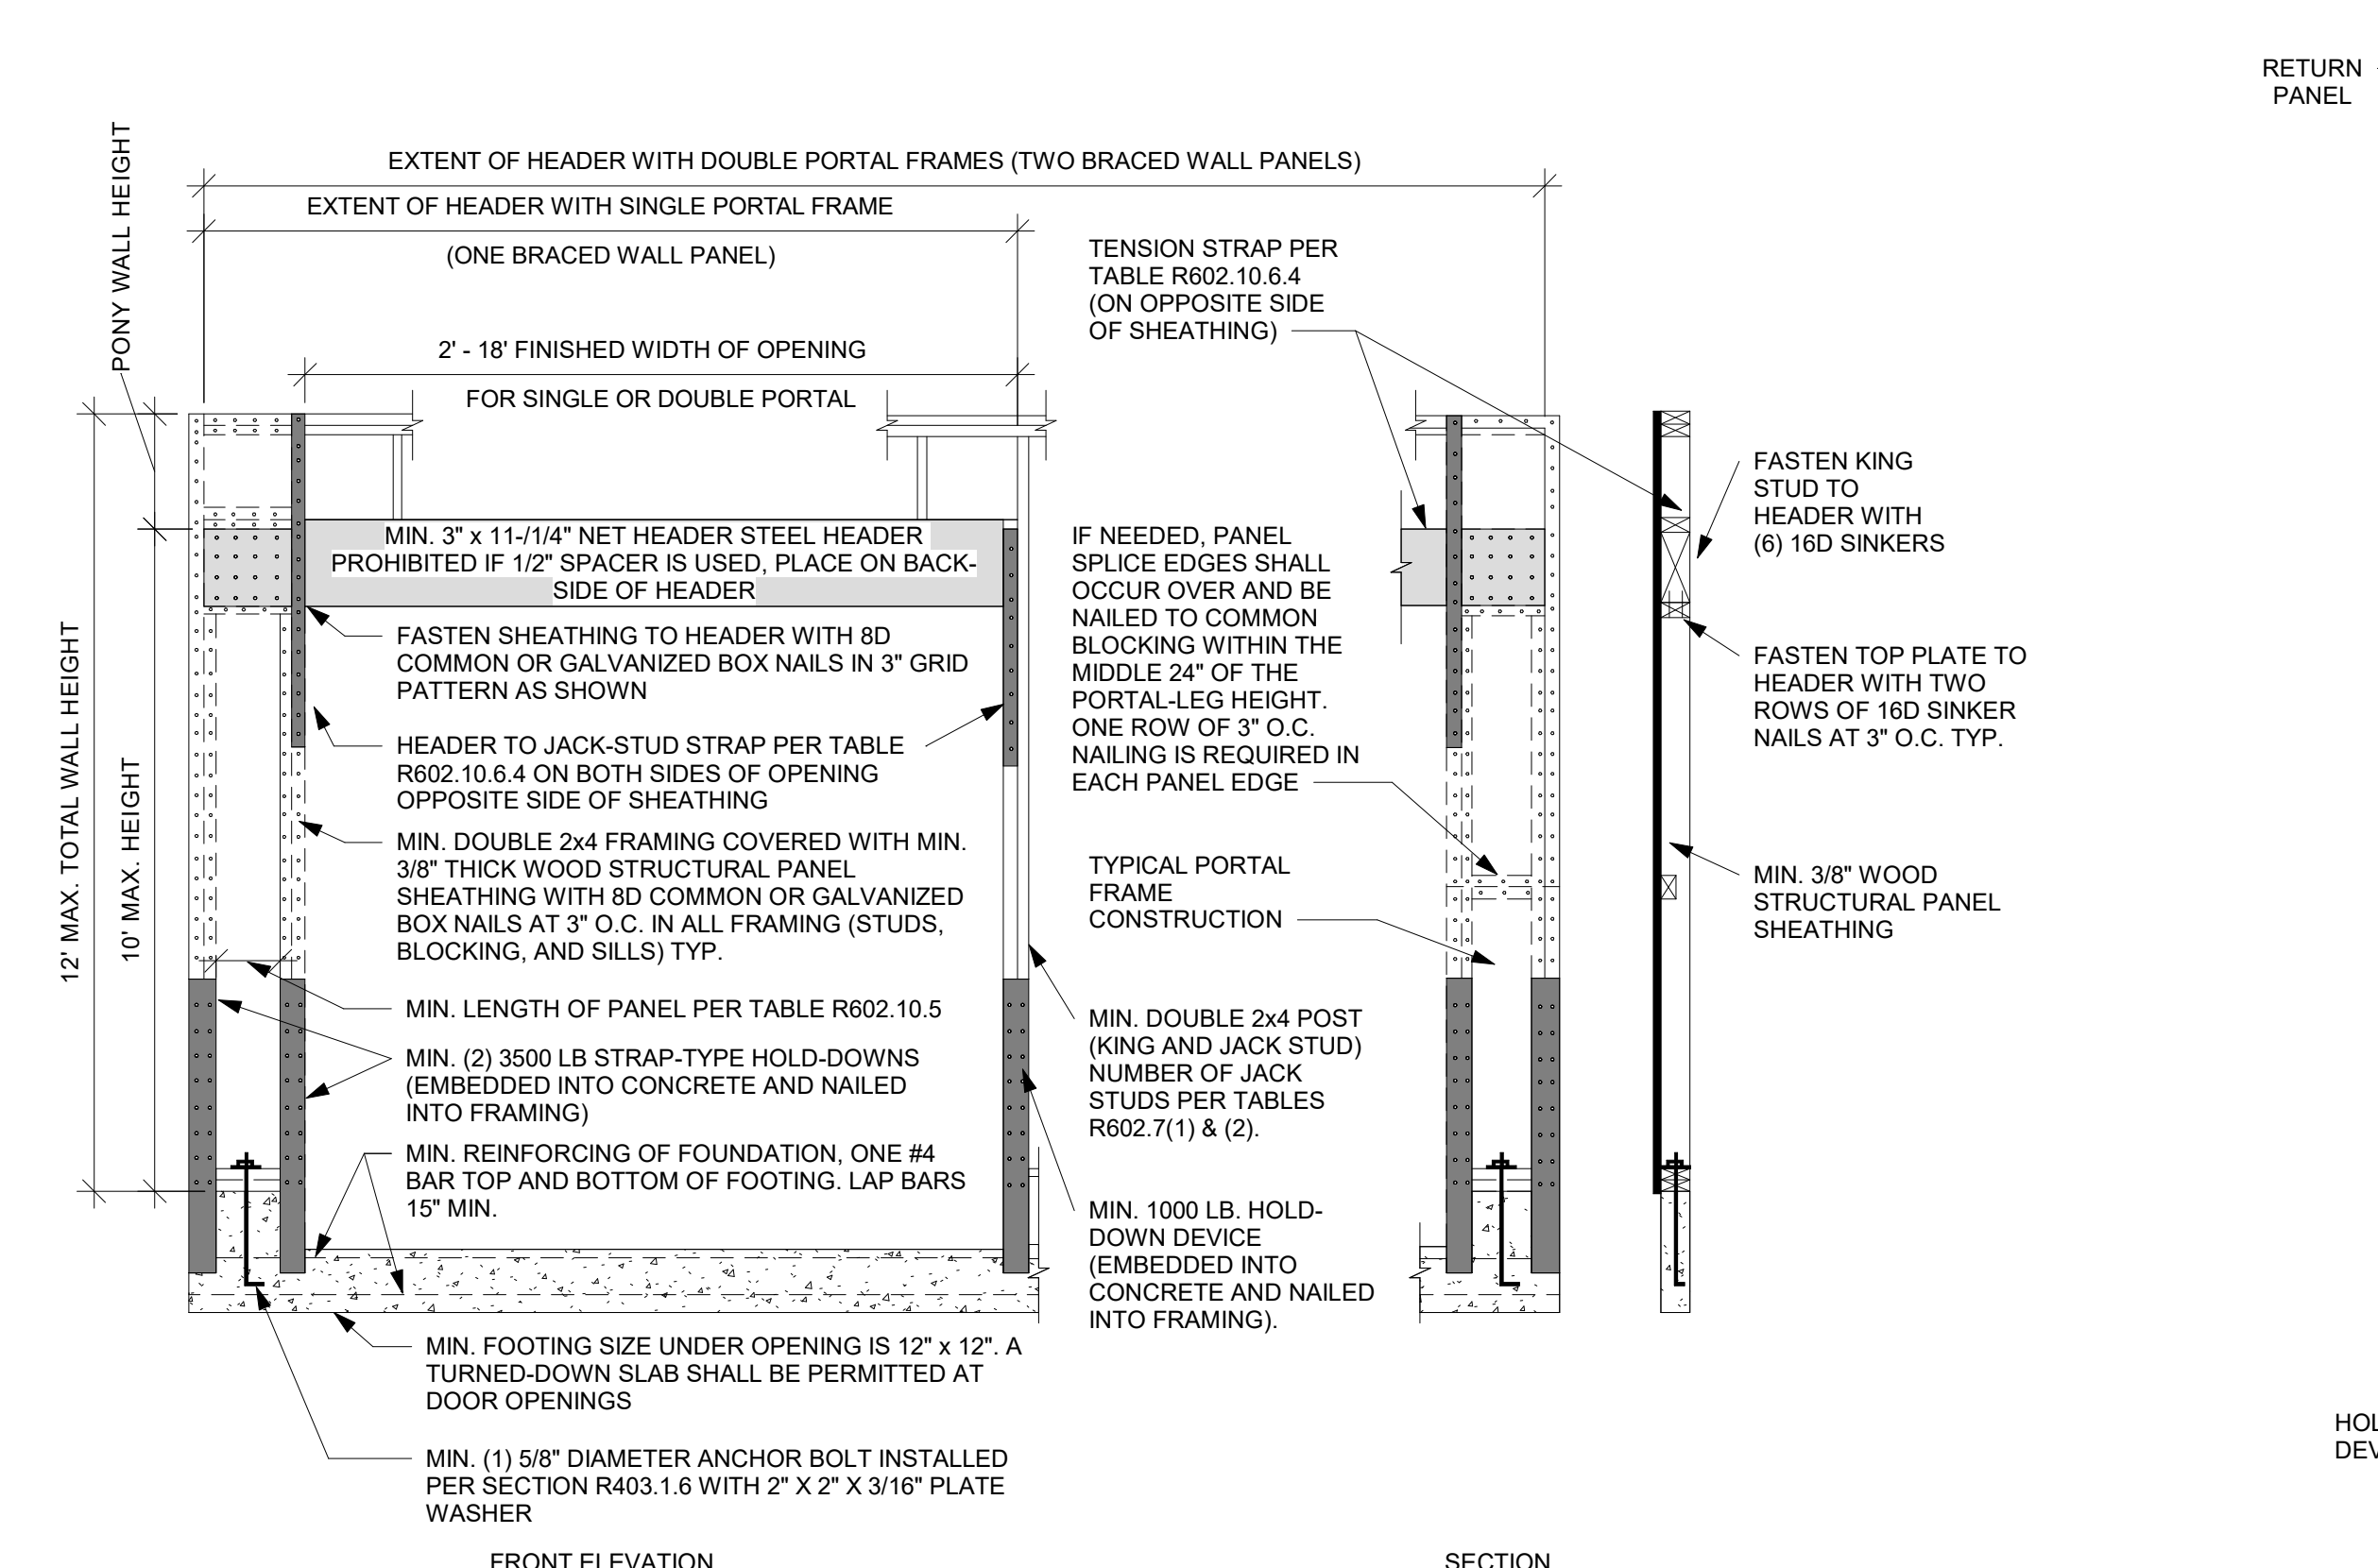 RETURN
PANEL
PONY WALL HEIGHT
EXTENT OF HEADER WITH DOUBLE PORTAL FRAMES (TWO BRACED WALL PANELS)
EXTENT OF HEADER WITH SINGLE PORTAL FRAME
(ONE BRACED WALL PANEL)
2' - 18' FINISHED WIDTH OF OPENING
FOR SINGLE OR DOUBLE PORTAL
TENSION STRAP PER
TABLE R602.10.6.4
(ON OPPOSITE SIDE
OF SHEATHING)
12' MAX. TOTAL WALL HEIGHT
10' MAX. HEIGHT
MIN. 3" x 11-/1/4" NET HEADER STEEL HEADER
PROHIBITED IF 1/2" SPACER IS USED, PLACE ON BACK-
SIDE OF HEADER
FASTEN SHEATHING TO HEADER WITH 8D
COMMON OR GALVANIZED BOX NAILS IN 3" GRID
PATTERN AS SHOWN
HEADER TO JACK-STUD STRAP PER TABLE
R602.10.6.4 ON BOTH SIDES OF OPENING
OPPOSITE SIDE OF SHEATHING
MIN. DOUBLE 2x4 FRAMING COVERED WITH MIN.
3/8" THICK WOOD STRUCTURAL PANEL
SHEATHING WITH 8D COMMON OR GALVANIZED
BOX NAILS AT 3" O.C. IN ALL FRAMING (STUDS,
BLOCKING, AND SILLS) TYP.
MIN. LENGTH OF PANEL PER TABLE R602.10.5
MIN. (2) 3500 LB STRAP-TYPE HOLD-DOWNS
(EMBEDDED INTO CONCRETE AND NAILED
INTO FRAMING)
MIN. REINFORCING OF FOUNDATION, ONE #4
BAR TOP AND BOTTOM OF FOOTING. LAP BARS
15" MIN.
MIN. FOOTING SIZE UNDER OPENING IS 12" x 12". A
TURNED-DOWN SLAB SHALL BE PERMITTED AT
DOOR OPENINGS
MIN. (1) 5/8" DIAMETER ANCHOR BOLT INSTALLED
PER SECTION R403.1.6 WITH 2" X 2" X 3/16" PLATE
WASHER
FRONT ELEVATION
IF NEEDED, PANEL
SPLICE EDGES SHALL
OCCUR OVER AND BE
NAILED TO COMMON
BLOCKING WITHIN THE
MIDDLE 24" OF THE
PORTAL-LEG HEIGHT.
ONE ROW OF 3" O.C.
NAILING IS REQUIRED IN
EACH PANEL EDGE
TYPICAL PORTAL
FRAME
CONSTRUCTION
MIN. DOUBLE 2x4 POST
(KING AND JACK STUD)
NUMBER OF JACK
STUDS PER TABLES
R602.7(1) & (2).
MIN. 1000 LB. HOLD-
DOWN DEVICE
(EMBEDDED INTO
CONCRETE AND NAILED
INTO FRAMING).
FASTEN KING
STUD TO
HEADER WITH
(6) 16D SINKERS
FASTEN TOP PLATE TO
HEADER WITH TWO
ROWS OF 16D SINKER
NAILS AT 3" O.C. TYP.
MIN. 3/8" WOOD
STRUCTURAL PANEL
SHEATHING
SECTION